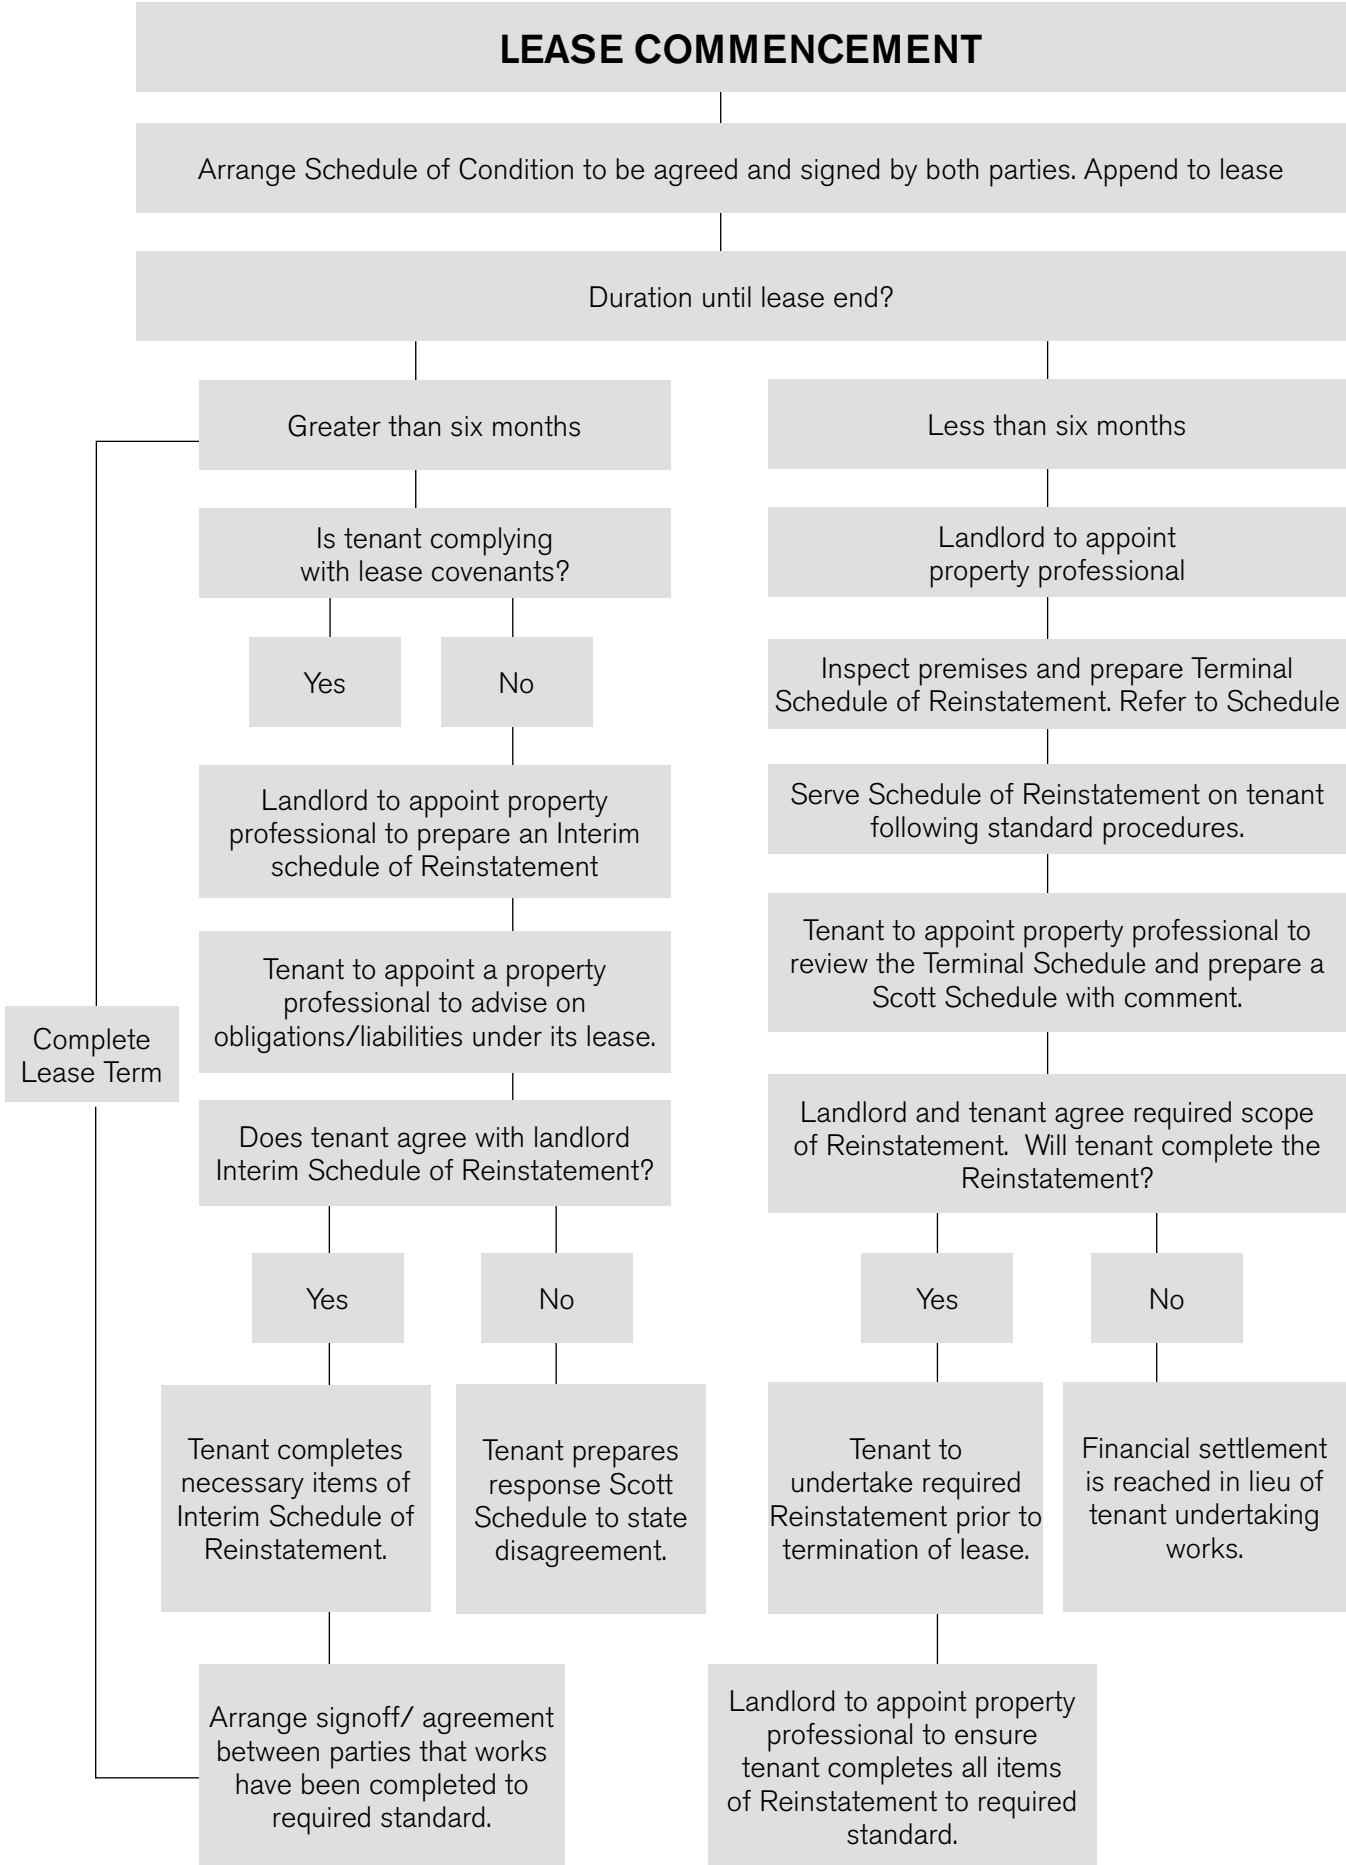 LEASE COMMENCEMENT
Arrange Schedule of Condition to be agreed and signed by both parties. Append to lease
Duration until lease end?
Greater than six months
Less than six months
Is tenant complying
with lease covenants?
Landlord to appoint
property professional
Yes
No
Inspect premises and prepare Terminal
Schedule of Reinstatement. Refer to Schedule
Landlord to appoint property
professional to prepare an Interim
schedule of Reinstatement
Serve Schedule of Reinstatement on tenant
following standard procedures.
Tenant to appoint a property
professional to advise on
obligations/liabilities under its lease.
Tenant to appoint property professional to
review the Terminal Schedule and prepare a
Scott Schedule with comment.
Complete
Lease Term
Does tenant agree with landlord
Interim Schedule of Reinstatement?
Landlord and tenant agree required scope
of Reinstatement.  Will tenant complete the
Reinstatement?
Yes
No
Yes
No
Tenant completes
necessary items of
Interim Schedule of
Reinstatement.
Tenant prepares
response Scott
Schedule to state
disagreement.
Tenant to
undertake required
Reinstatement prior to
termination of lease.
Financial settlement
is reached in lieu of
tenant undertaking
works.
Arrange signoff/ agreement
between parties that works
have been completed to
required standard.
Landlord to appoint property
professional to ensure
tenant completes all items
of Reinstatement to required
standard.